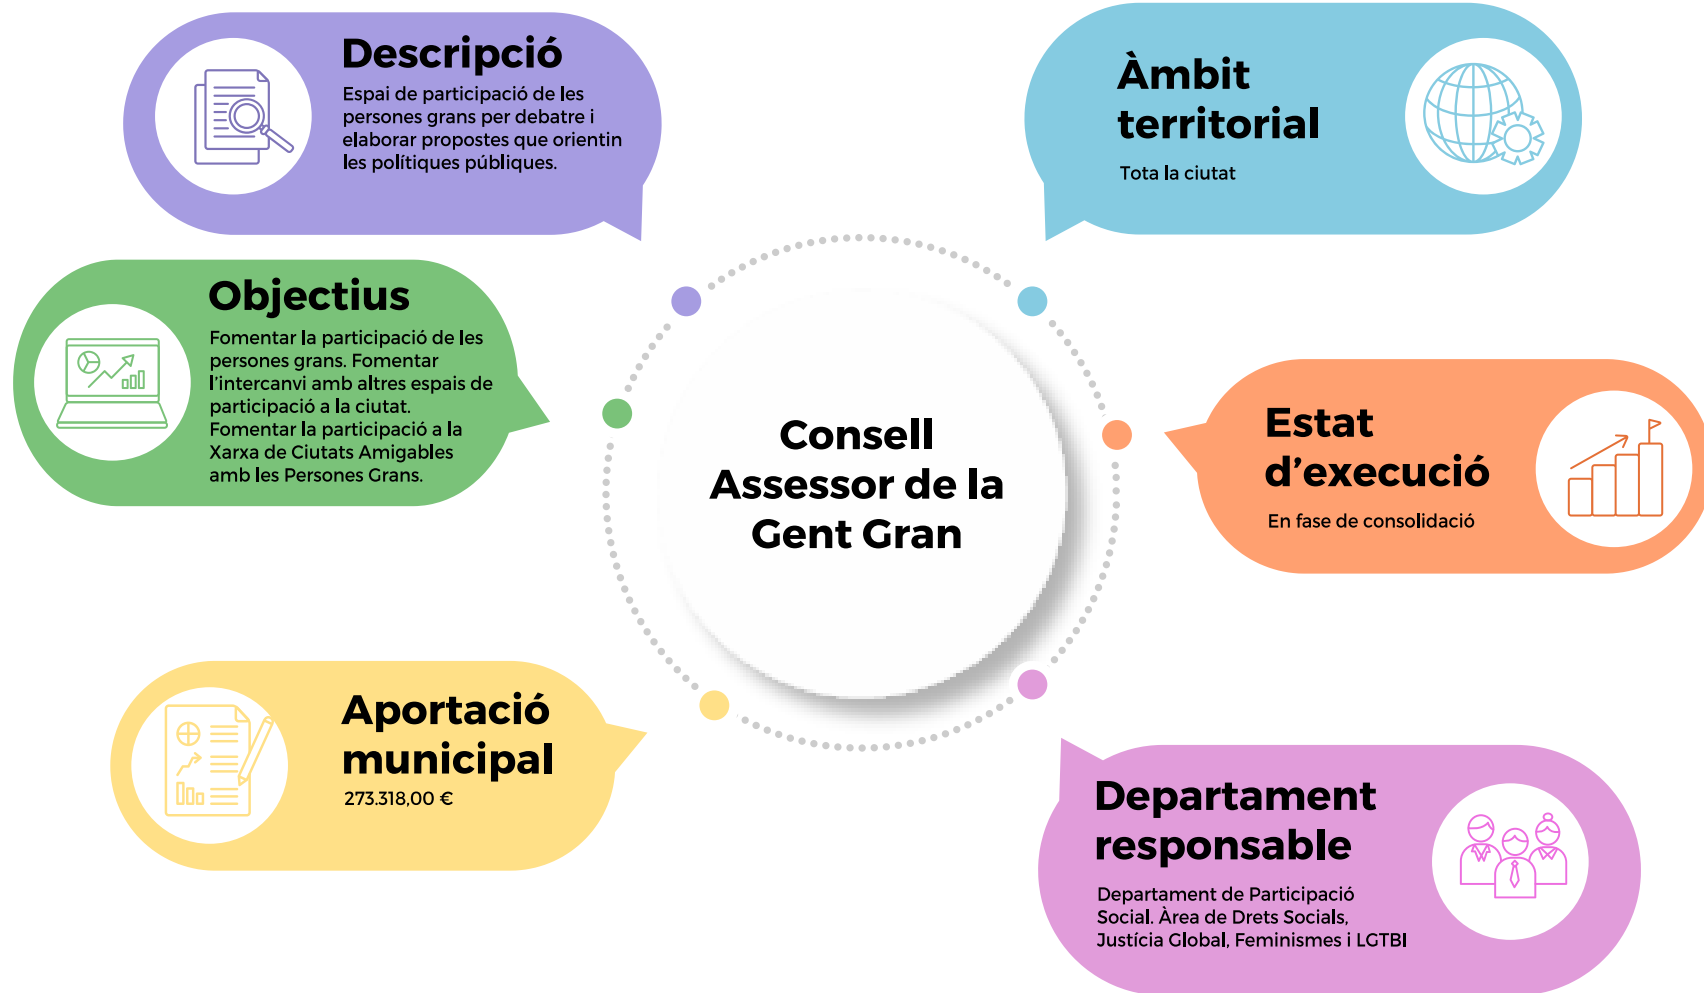 Descripció
Espai de participació de les
persones grans per debatre i
elaborar propostes que orientin
les polítiques públiques.
Objectius
Fomentar la participació de les
persones grans. Fomentar
l'intercanvi amb altres espais de
participació a la ciutat.
Fomentar la participació a la
Xarxa de Ciutats Amigables
amb les Persones Grans.
Aportació
municipal
273.318,00 €
Consell
Assessor de la
Gent Gran
Àmbit
territorial
Tota la ciutat
Estat
d'execució
En fase de consolidació
Departament
responsable
Departament de Participació
Social. Àrea de Drets Socials,
Justícia Global, Feminismes i LGTBI